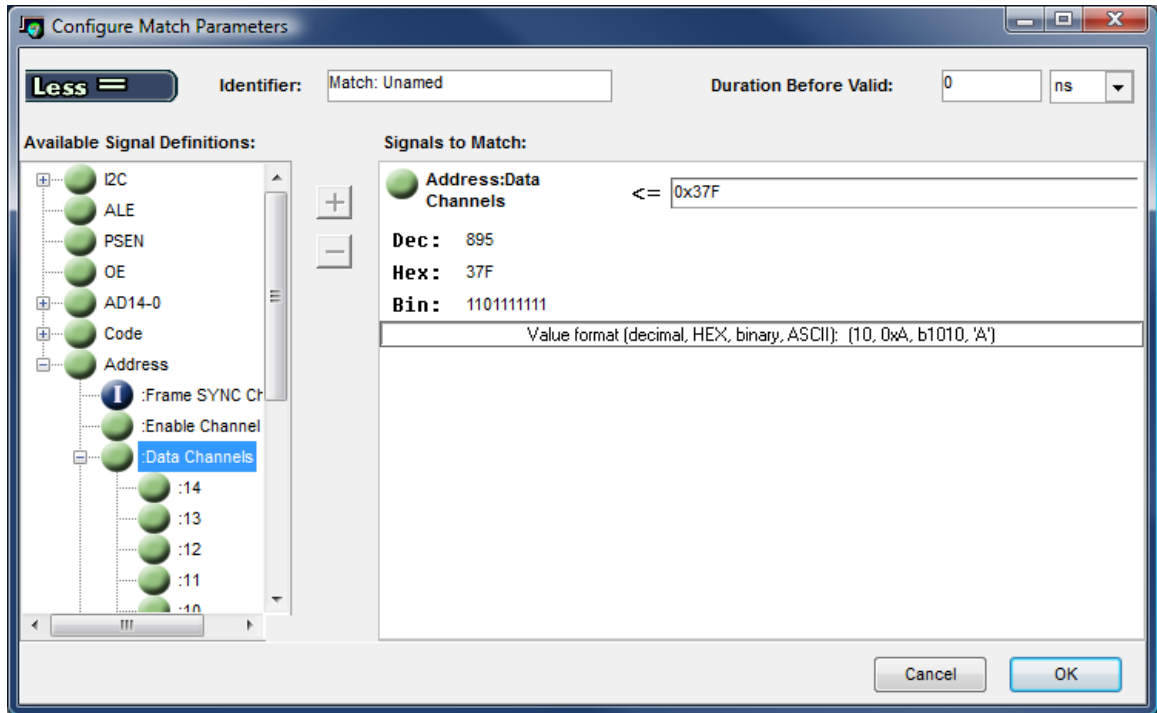 Configure Match Parameters
Less = Identifier: Match: Unnamed Duration Before Valid: 0 ns
Available Signal Definitions:
I2C
ALE
PSEN
OE
AD14-0
Code
Address
I :Frame SYNC Ch
:Enable Channel
:Data Channels
:14
:13
:12
:11
:10
Signals to Match:
Address:Data
Channels
<= 0x37F
Dec: 895
Hex: 37F
Bin: 1101111111
Value format (decimal, HEX, binary, ASCII): (10, 0xA, b1010, 'A')
Cancel OK